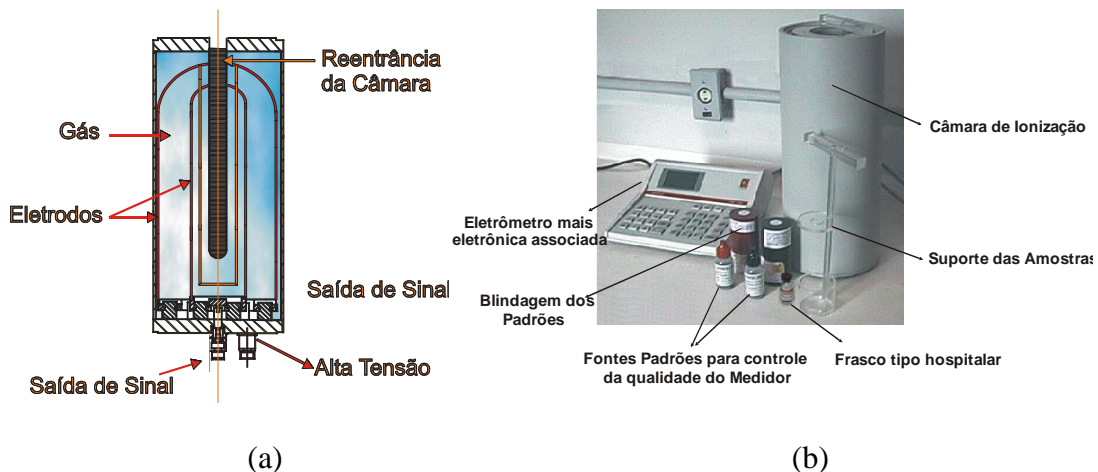 Reentrância
da Câmara
Gás
Eletrodos
Saída de Sinal
Alta Tensão
Saída de Sinal
(a)
Câmara de Ionização
Eletrômetro mais
eletrônica associada
Suporte das Amostras
Blindagem dos
Padrões
Fontes Padrões para controle
da qualidade do Medidor
Frasco tipo hospitalar
(b)